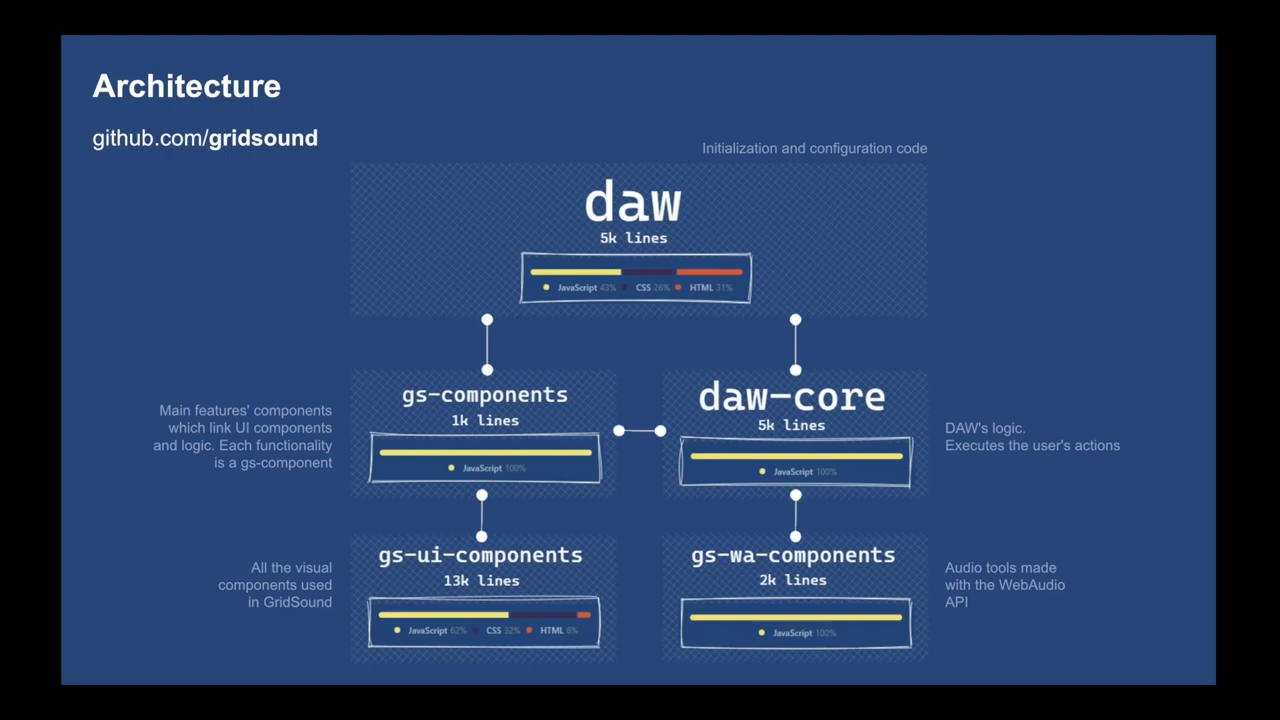 Architecture
github.com/gridsound
Initialization and configuration code
daw
5k lines
JavaScript 43% CSS 26% HTML 31%
Main features' components
which link UI components
and logic. Each functionality
is a gs-component
gs-components
1k lines
JavaScript 100%
daw-core
5k lines
JavaScript 100%
DAW's logic.
Executes the user's actions
All the visual
components used
in GridSound
gs-ui-components
13k lines
JavaScript 62% CSS 32% HTML 6%
gs-wa-components
2k lines
JavaScript 100%
Audio tools made
with the WebAudio
API